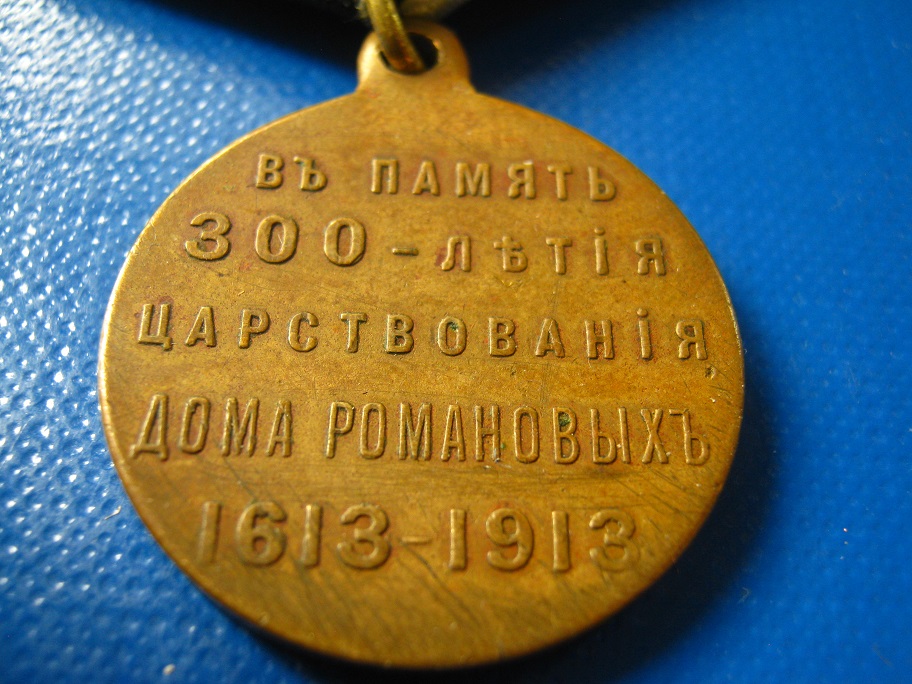 ВЪ ПАМЯТЬ
300-ЛѢТІЯ
ЦАРСТВОВАНІЯ
ДОМА РОМАНОВЫХЪ
1613-1913